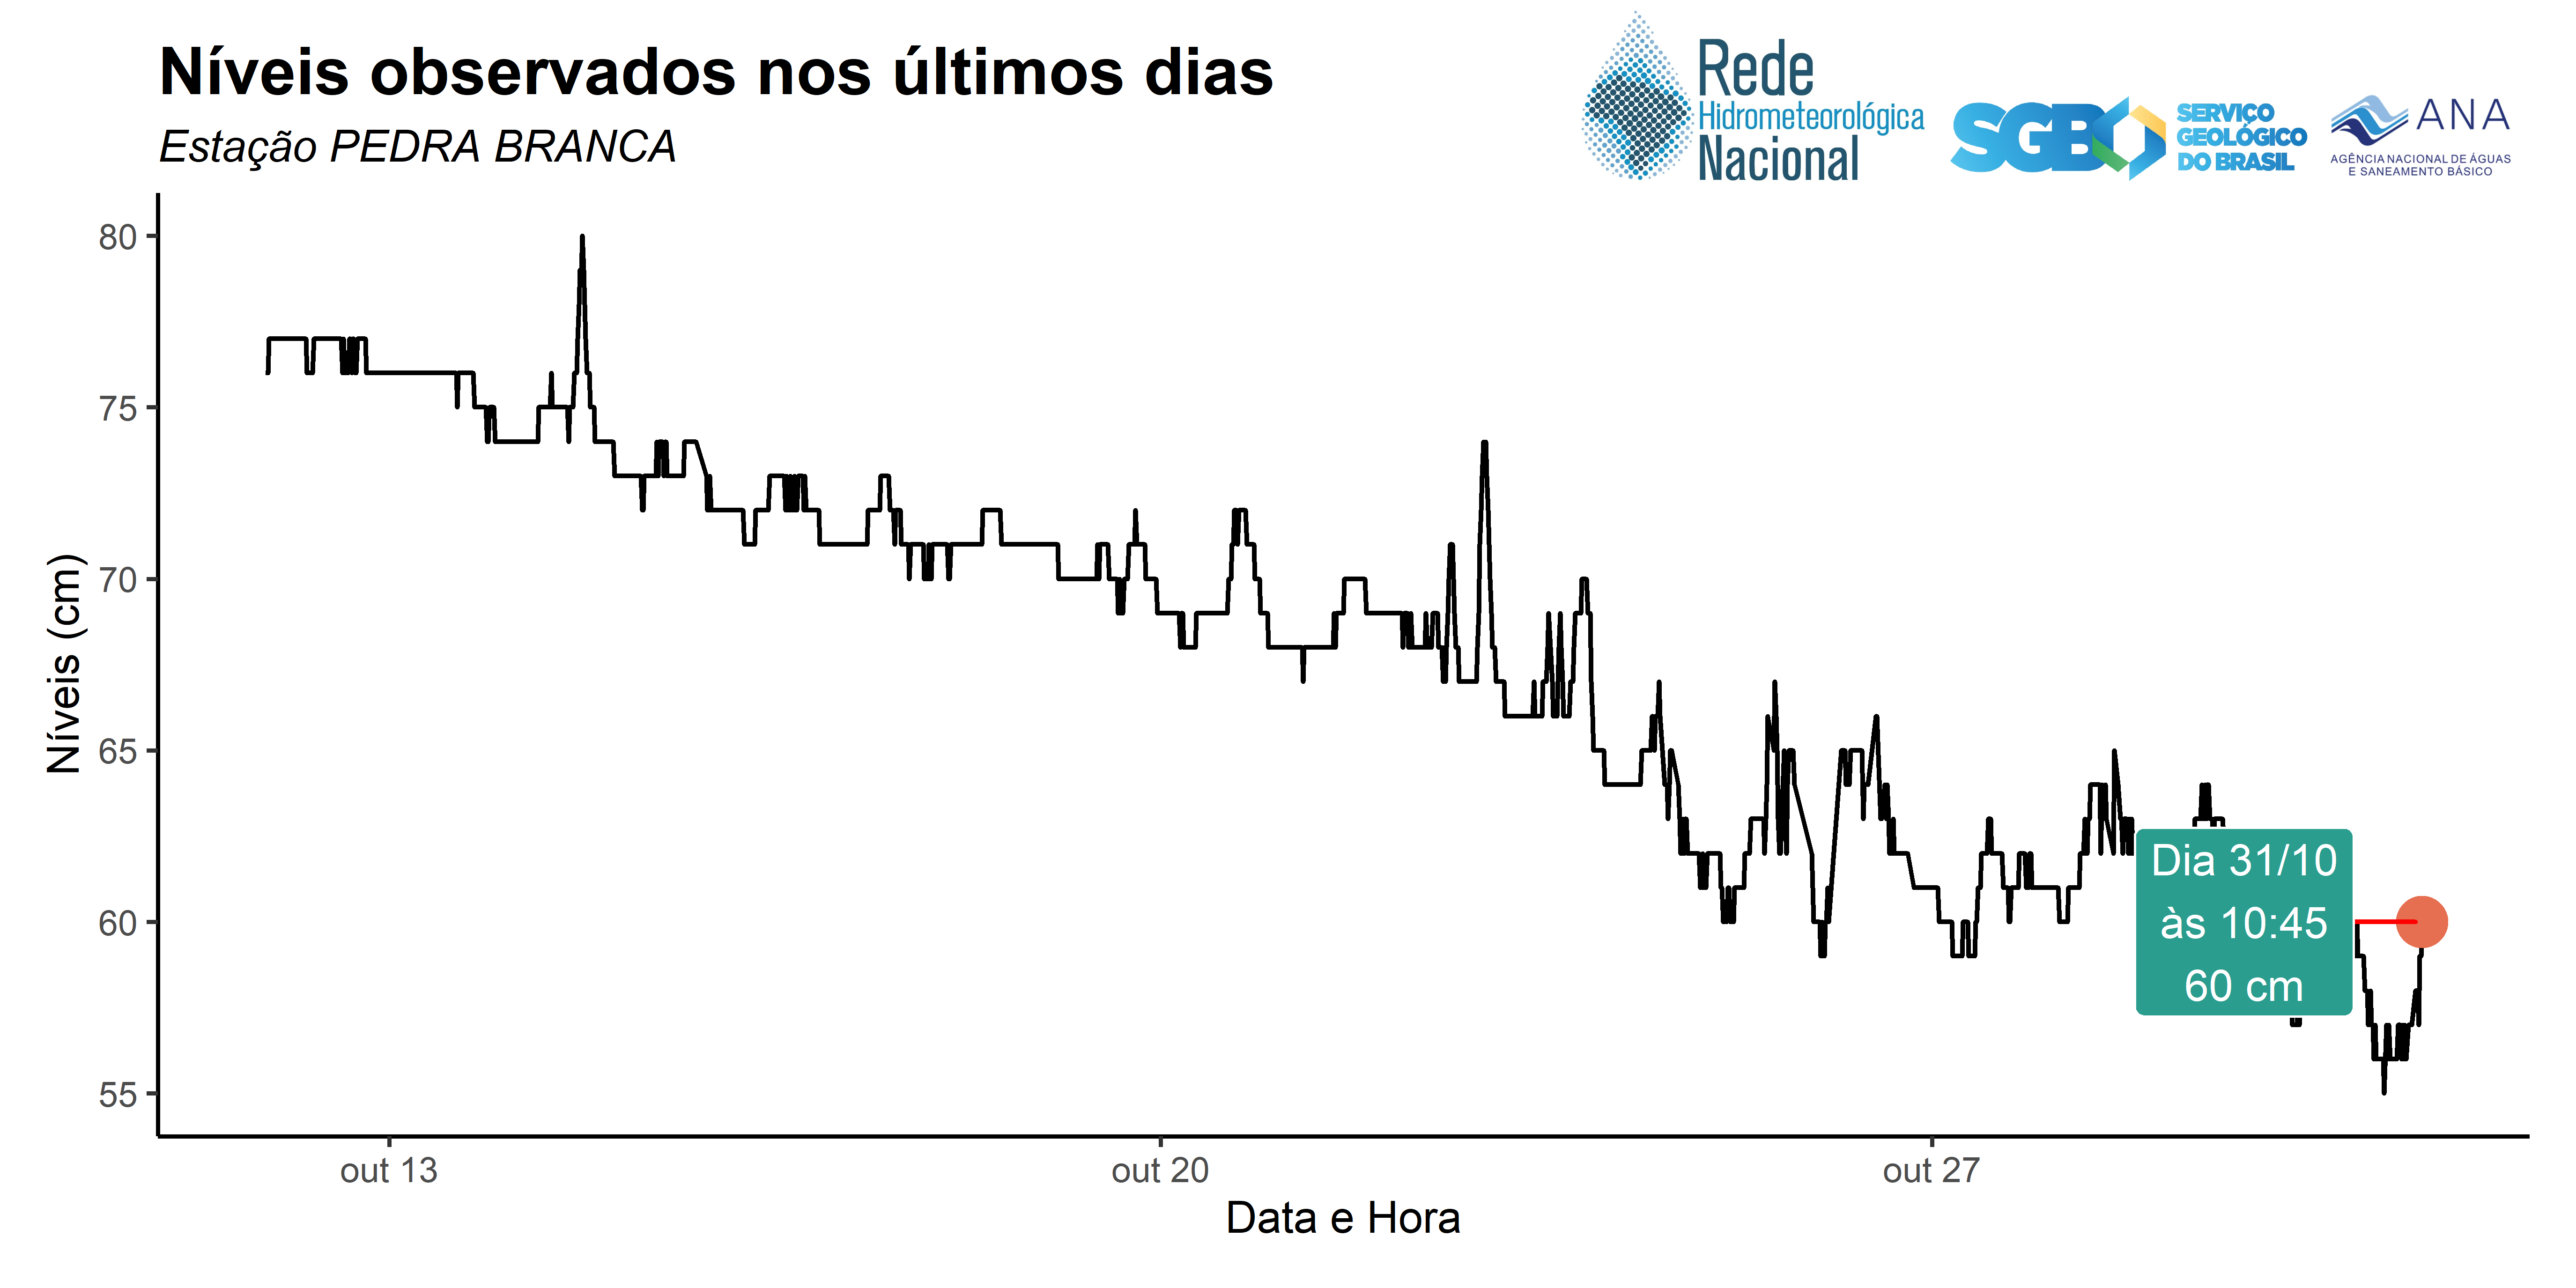 Níveis observados nos últimos dias
Estação PEDRA BRANCA
Rede
Hidrometeorológica
Nacional
SGB
SERVIÇO
GEOLÓGICO
DO BRASIL
ANA
AGÊNCIA NACIONAL DE ÁGUAS
E SANEAMENTO BÁSICO
Níveis (cm)
80
75
70
65
60
55
Dia 31/10
às 10:45
60 cm
out 13
out 20
out 27
Data e Hora